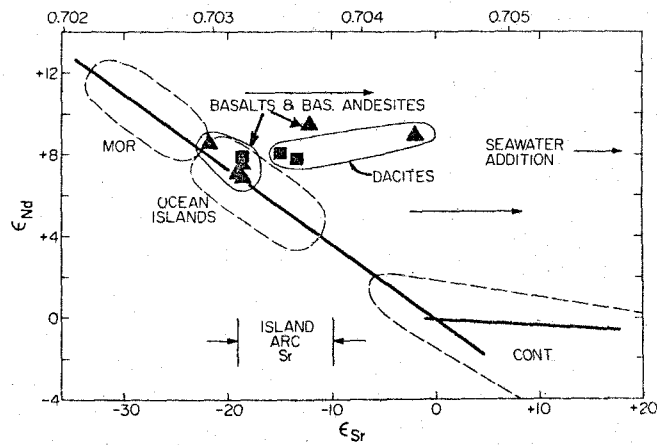 0.702 0.703 0.704 0.705
+12
+8
+4
0
-4
εNd
BASALTS & BAS. ANDESITES
MOR
SEAWATER
ADDITION
DACITES
OCEAN
ISLANDS
ISLAND
ARC
Sr
CONT.
-30 -20 -10 0 +10 +20
εSr